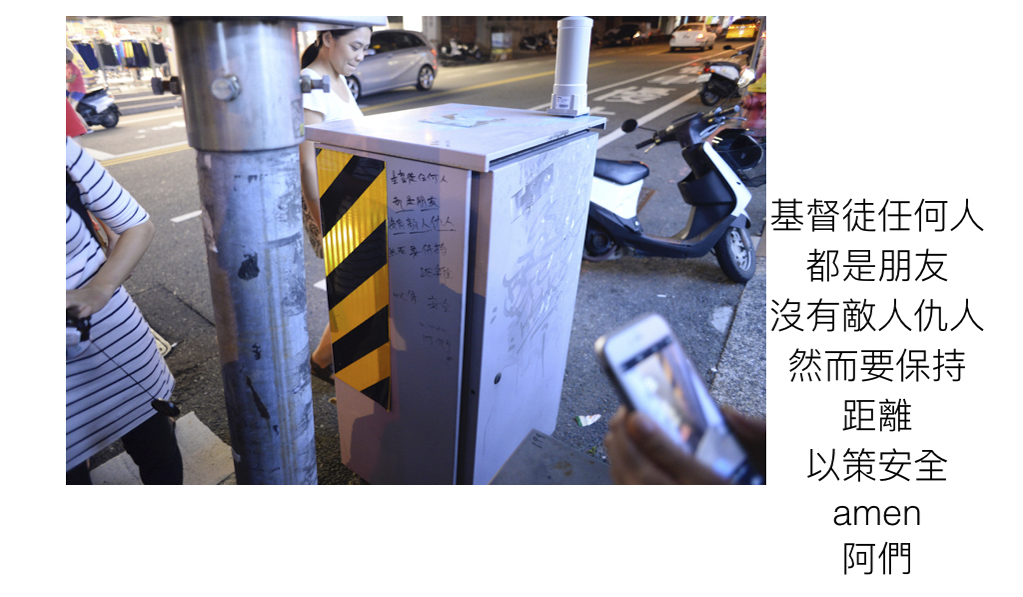 基督徒任何人
都是朋友
沒有敵人仇人
然而要保持
距離
以策安全
amen
阿們